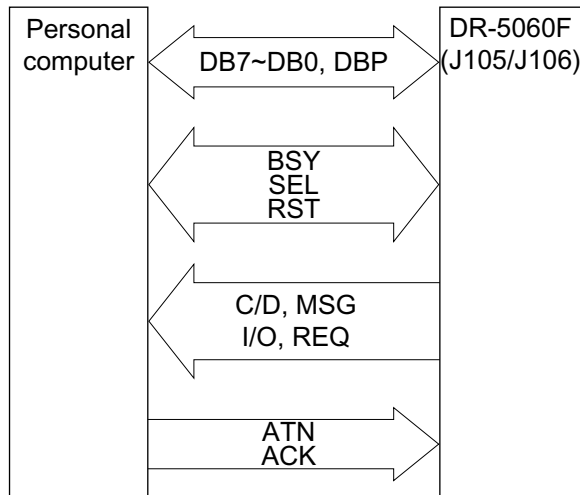 Personal
computer
DR-5060F
(J105/J106)
DB7~DB0, DBP
BSY
SEL
RST
C/D, MSG
I/O, REQ
ATN
ACK